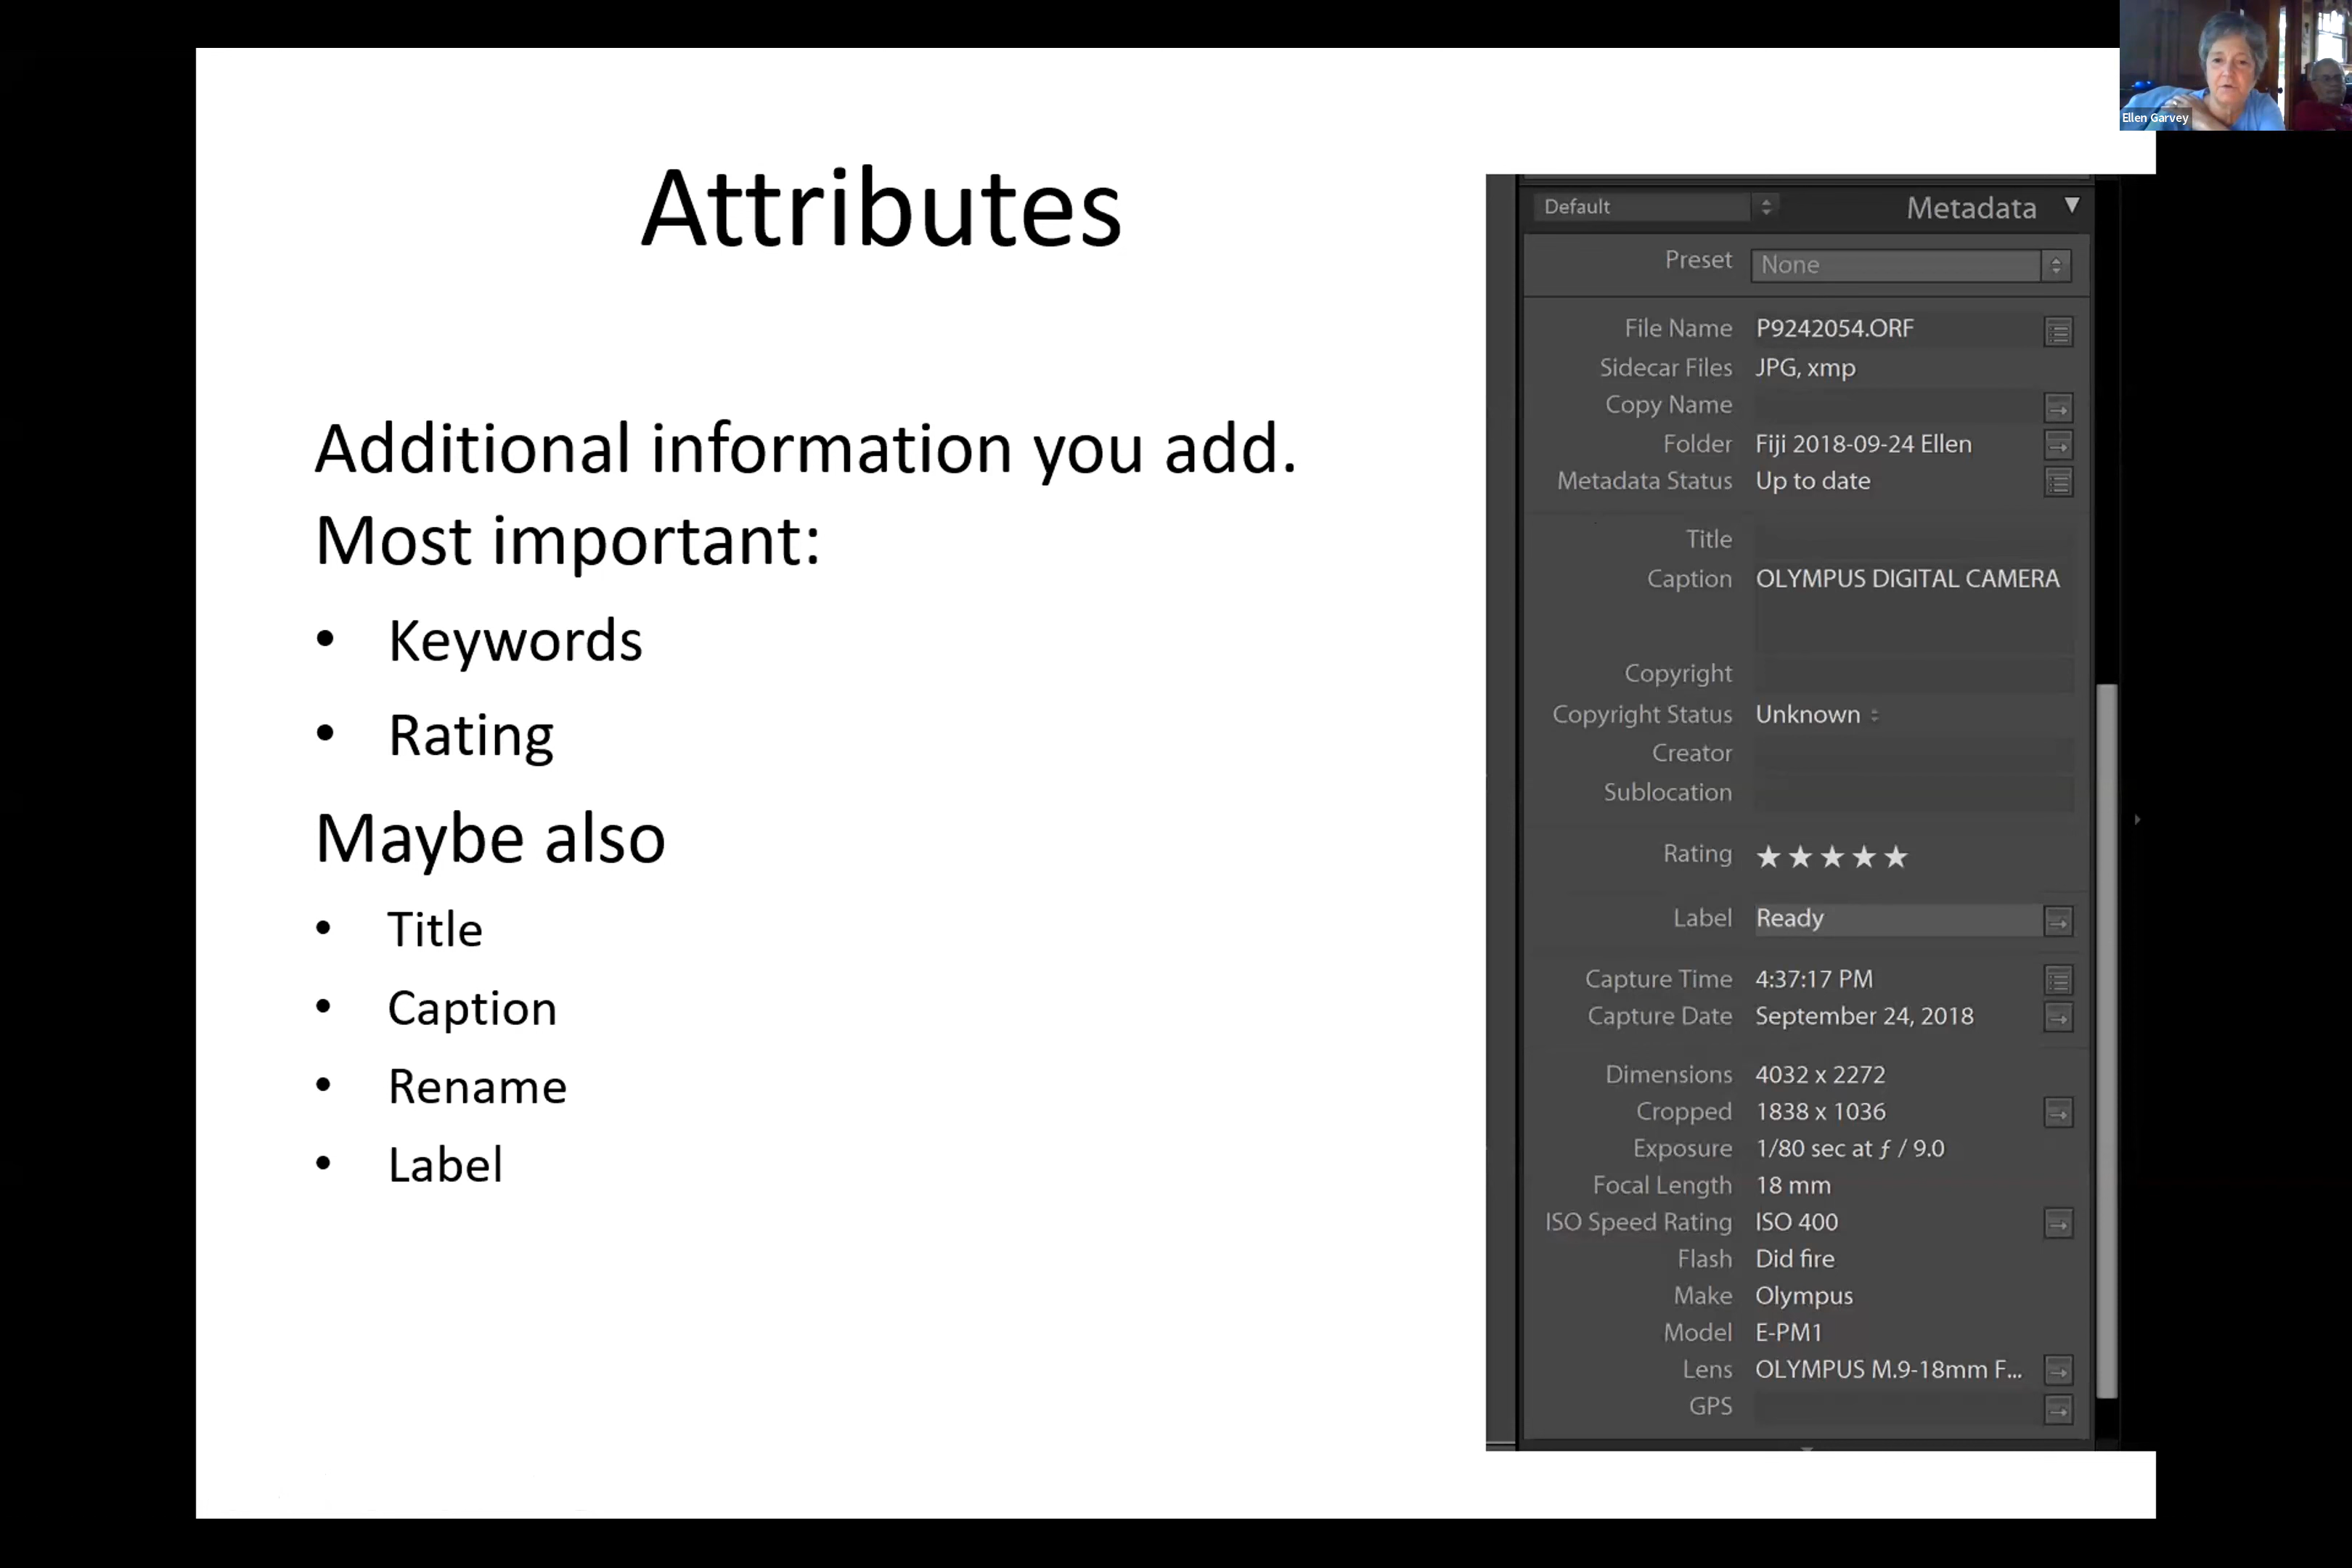 Ellen Garvey
Attributes
Additional information you add.
Most important:
• Keywords
• Rating
Maybe also
• Title
• Caption
• Rename
• Label
Default Metadata ▼
Preset None
File Name P9242054.ORF
Sidecar Files JPG, xmp
Copy Name
Folder Fiji 2018-09-24 Ellen
Metadata Status Up to date
Title
Caption OLYMPUS DIGITAL CAMERA
Copyright
Copyright Status Unknown
Creator
Sublocation
Rating ★★★★★
Label Ready
Capture Time 4:37:17 PM
Capture Date September 24, 2018
Dimensions 4032 x 2272
Cropped 1838 x 1036
Exposure 1/80 sec at ƒ / 9.0
Focal Length 18 mm
ISO Speed Rating ISO 400
Flash Did fire
Make Olympus
Model E-PM1
Lens OLYMPUS M.9-18mm F...
GPS